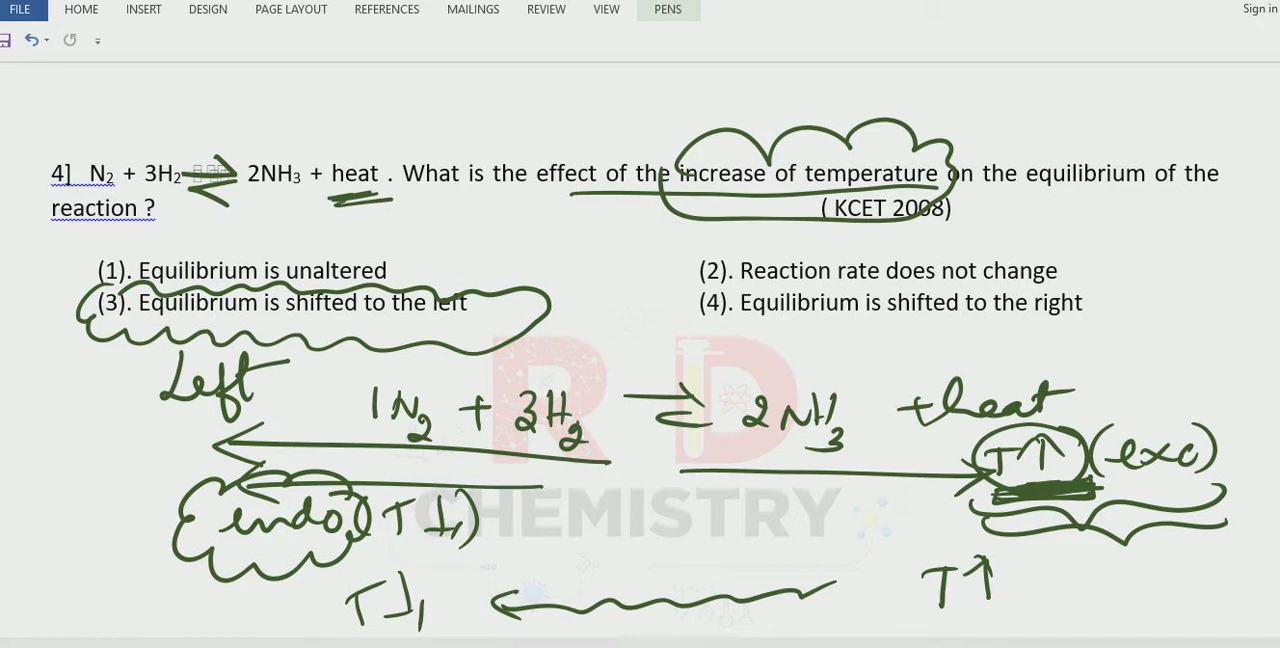 FILE HOME INSERT DESIGN PAGE LAYOUT REFERENCES MAILINGS REVIEW VIEW PENS Sign in
4] N₂ + 3H₂ ⇌ 2NH₃ + heat . What is the effect of the increase of temperature on the equilibrium of the
reaction ? ( KCET 2008)
(1). Equilibrium is unaltered (2). Reaction rate does not change
(3). Equilibrium is shifted to the left (4). Equilibrium is shifted to the right
R D
Left 1N₂ + 3H₂ ⇌ 2NH₃ + heat
T↑ (exo)
CHEMISTRY
endo (T↓)
T↓ ← T↑